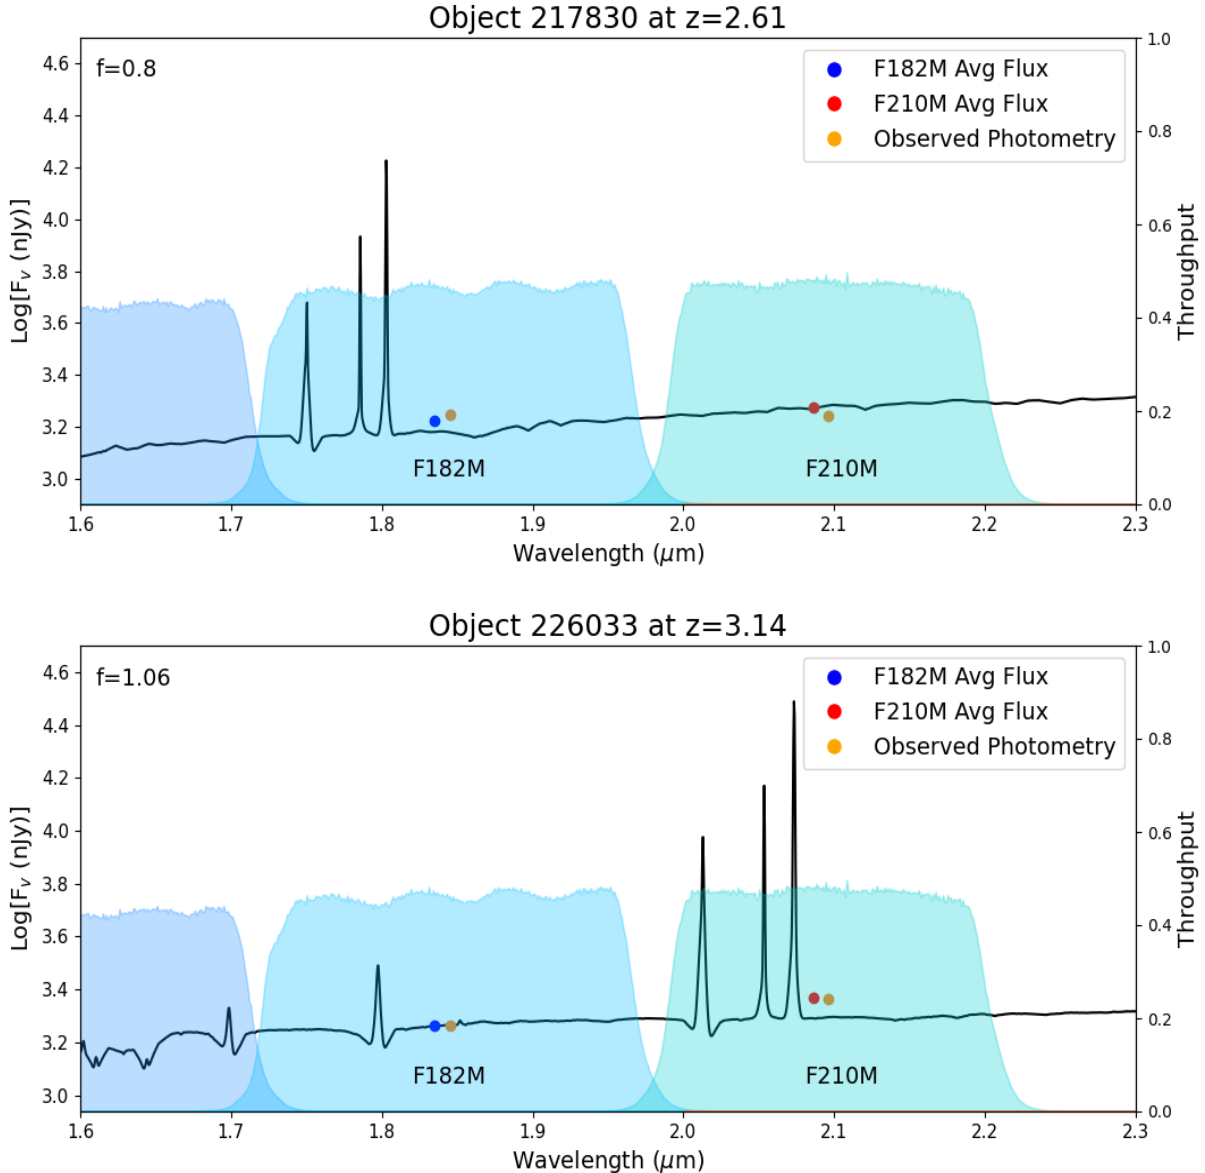 Object 217830 at z=2.61
f=0.8
F182M Avg Flux
F210M Avg Flux
Observed Photometry
Log[Fν (nJy)]
4.6
4.4
4.2
4.0
3.8
3.6
3.4
3.2
3.0
1.0
0.8
0.6
0.4
0.2
0.0
Throughput
F182M
F210M
1.6 1.7 1.8 1.9 2.0 2.1 2.2 2.3
Wavelength (μm)
Object 226033 at z=3.14
f=1.06
F182M Avg Flux
F210M Avg Flux
Observed Photometry
Log[Fν (nJy)]
4.6
4.4
4.2
4.0
3.8
3.6
3.4
3.2
3.0
1.0
0.8
0.6
0.4
0.2
0.0
Throughput
F182M
F210M
1.6 1.7 1.8 1.9 2.0 2.1 2.2 2.3
Wavelength (μm)